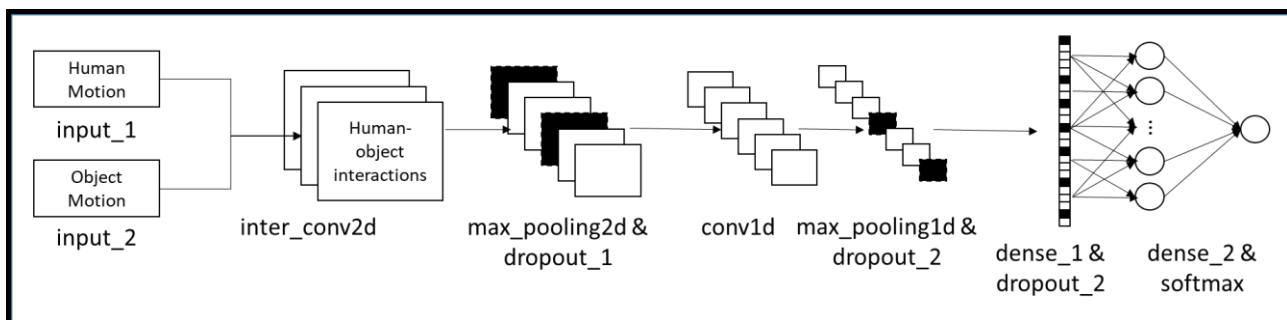 Human
Motion
input_1
Object
Motion
input_2
Human-
object
interactions
inter_conv2d
max_pooling2d &
dropout_1
conv1d
max_pooling1d &
dropout_2
...
dense_1 &
dropout_2
dense_2 &
softmax